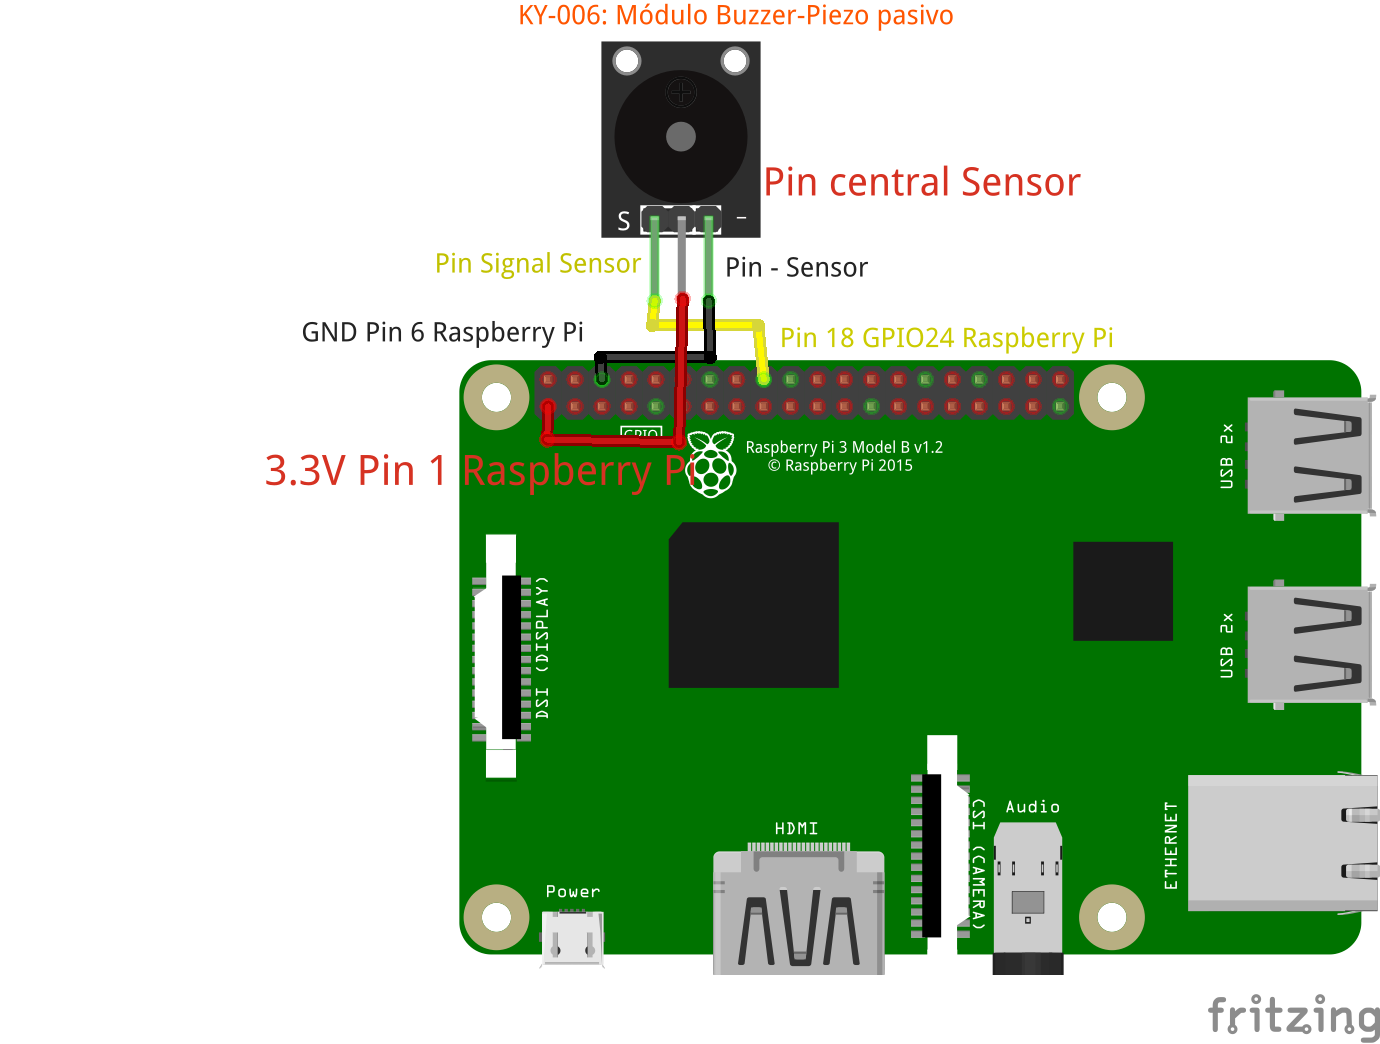 KY-006: Módulo Buzzer-Piezo pasivo
Pin central Sensor
S
−
Pin Signal Sensor
Pin - Sensor
GND Pin 6 Raspberry Pi
Pin 18 GPIO24 Raspberry Pi
GPIO
Raspberry Pi 3 Model B v1.2
© Raspberry Pi 2015
3.3V Pin 1 Raspberry Pi
USB 2x
DSI (DISPLAY)
USB 2x
HDMI
CSI (CAMERA)
Audio
ETHERNET
Power
fritzing